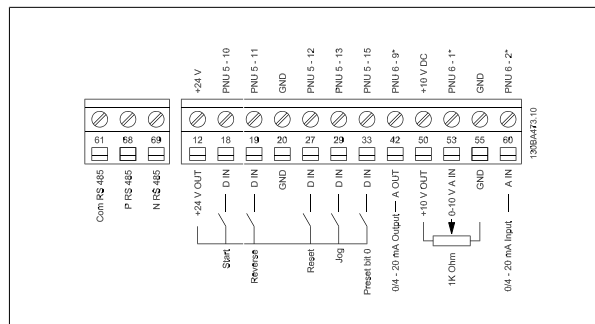 +24 V
PNU 5 - 10
PNU 5 - 11
GND
PNU 5 - 12
PNU 5 - 13
PNU 5 - 15
PNU 6 - 9*
+10 V DC
PNU 6 - 1*
GND
PNU 6 - 2*
61 68 69
12 18 19 20 27 29 33 42 50 53 55 60
130BA473.10
Com RS 485
P RS 485
N RS 485
+24 V OUT
D IN
D IN
GND
D IN
D IN
D IN
A OUT
+10 V OUT
0-10 V A IN
GND
A IN
Start
Reverse
Reset
Jog
Preset bit 0
0/4 - 20 mA Output
1K Ohm
0/4 - 20 mA Input